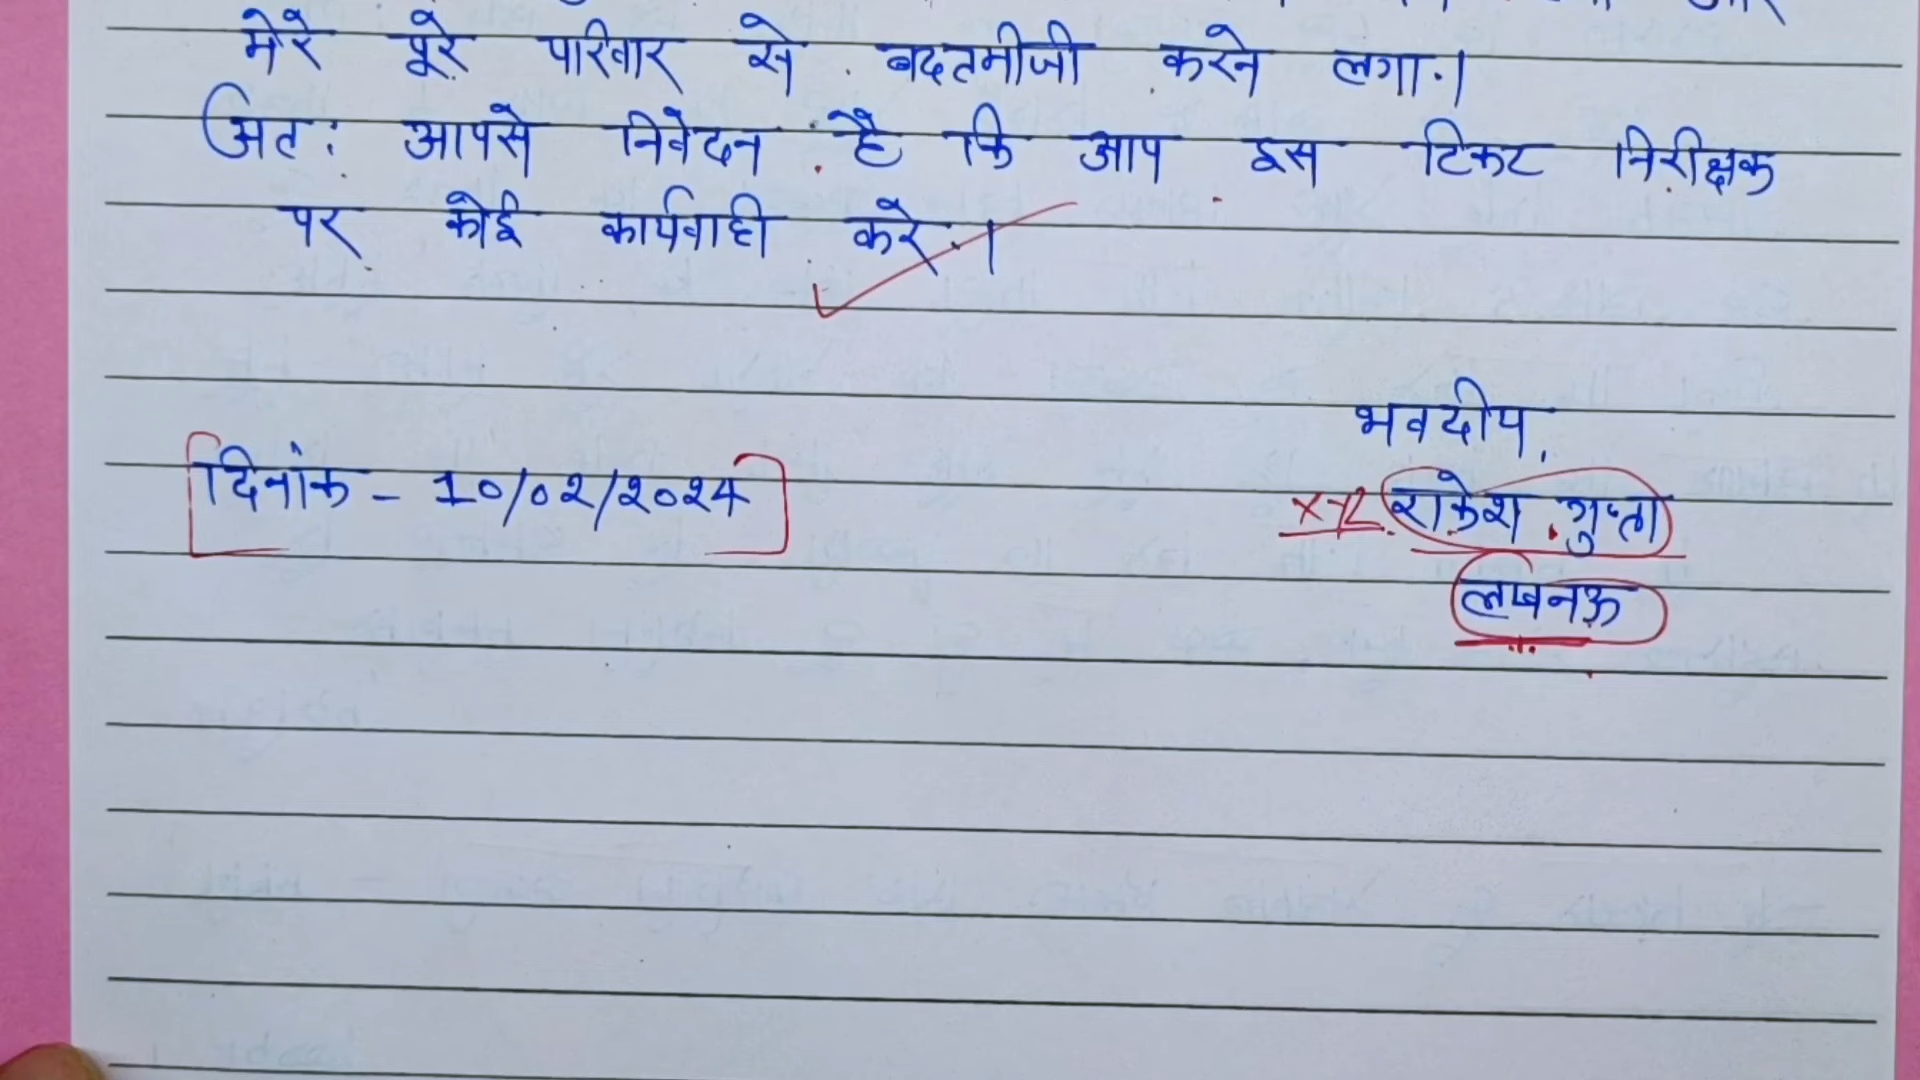 मेरे पूरे परिवार से बदतमीजी करने लगा।
अतः आपसे निवेदन है कि आप इस टिकट निरीक्षक
पर कोई कार्यवाही करे।
भवदीय,
दिनांक - 10/02/2024
XYZ राकेश गुप्ता
लखनऊ